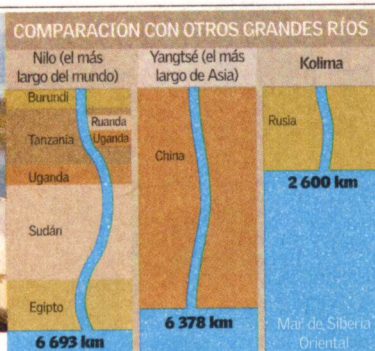 COMPARACIÓN CON OTROS GRANDES RÍOS
Nilo (el más
largo del mundo)
Burundi
Ruanda
Tanzania
Uganda
Uganda
Sudán
Egipto
6 693 km
Yangtsé (el más
largo de Asia)
China
6 378 km
Kolima
Rusia
2 600 km
Mar de Siberia
Oriental